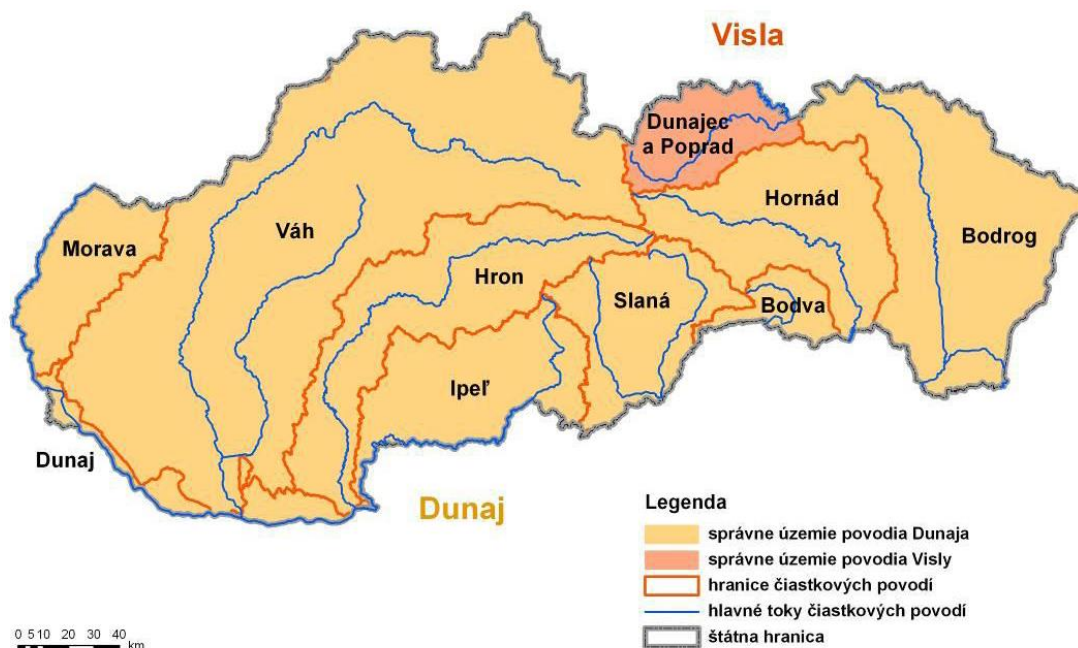 Visla
Dunajec
a Poprad
Hornád
Váh
Morava
Bodrog
Hron
Slaná
Bodva
Ipeľ
Dunaj
Dunaj
Legenda
správne územie povodia Dunaja
správne územie povodia Visly
hranice čiastkových povodí
hlavné toky čiastkových povodí
štátna hranica
0 5 10 20 30 40
km